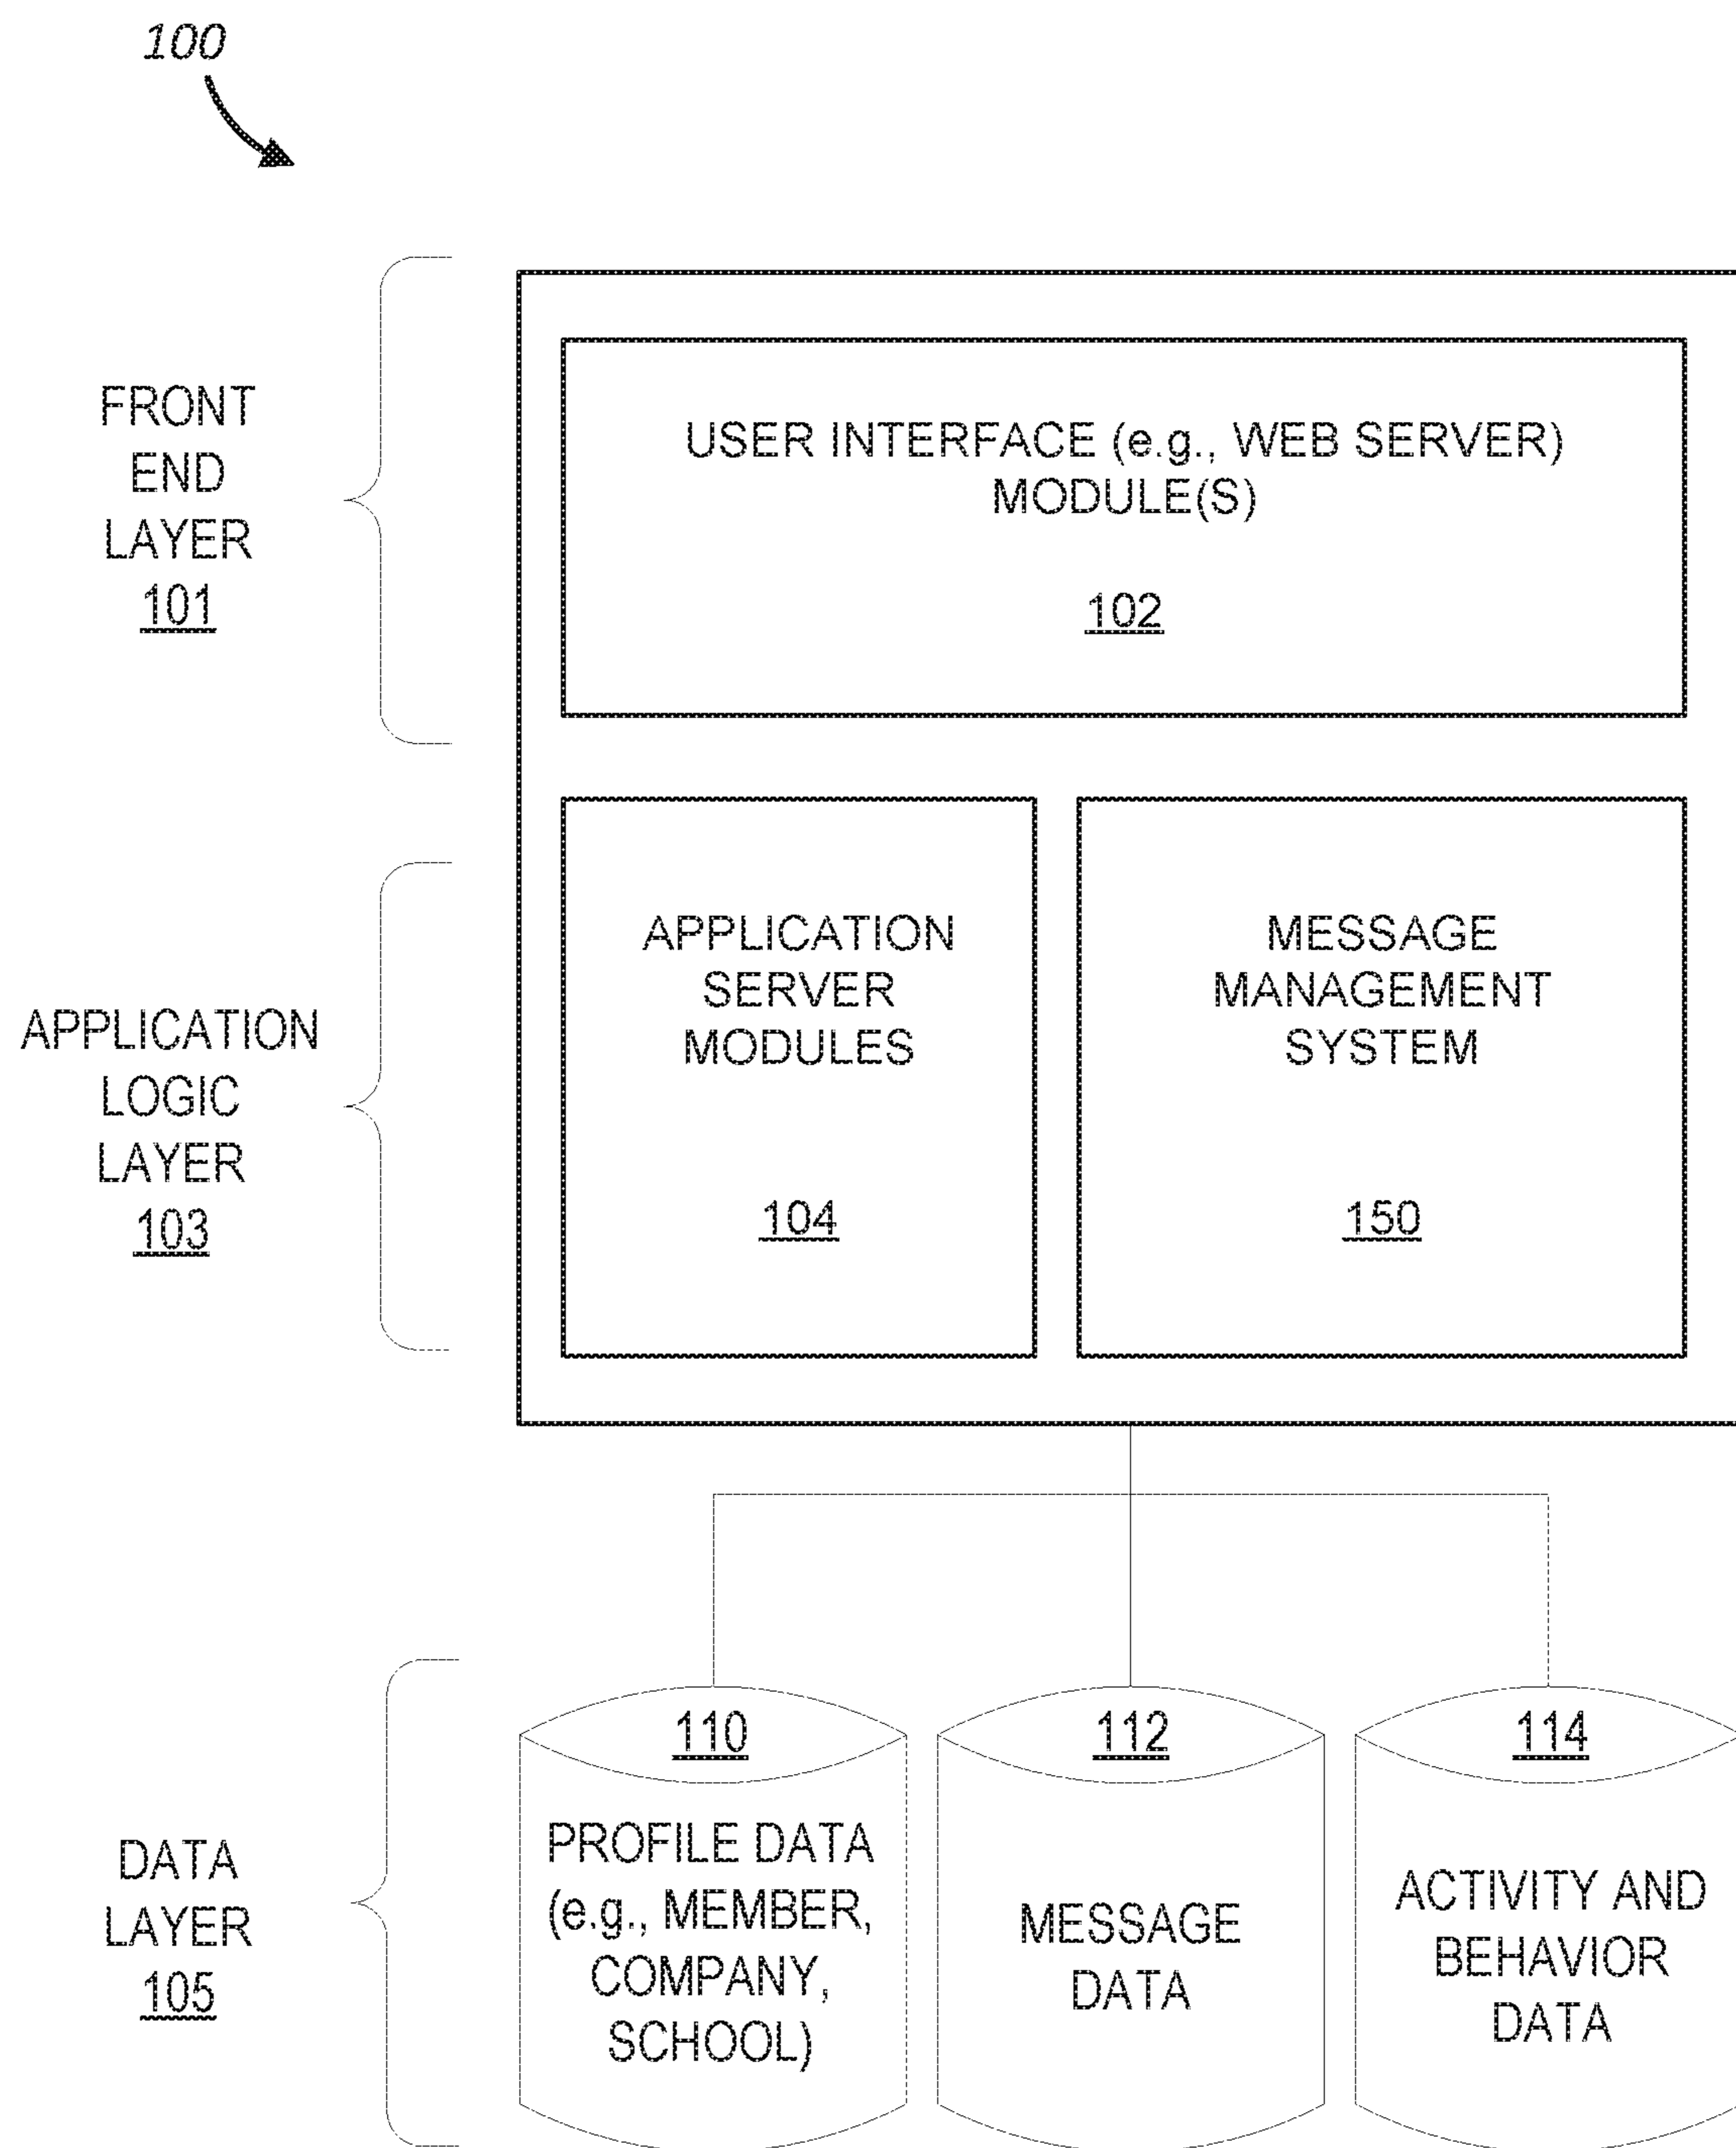 100
FRONT
END
LAYER
101
USER INTERFACE (e.g., WEB SERVER)
MODULE(S)
102
APPLICATION
LOGIC
LAYER
103
APPLICATION
SERVER
MODULES
104
MESSAGE
MANAGEMENT
SYSTEM
150
DATA
LAYER
105
110
PROFILE DATA
(e.g., MEMBER,
COMPANY,
SCHOOL)
112
MESSAGE
DATA
114
ACTIVITY AND
BEHAVIOR
DATA